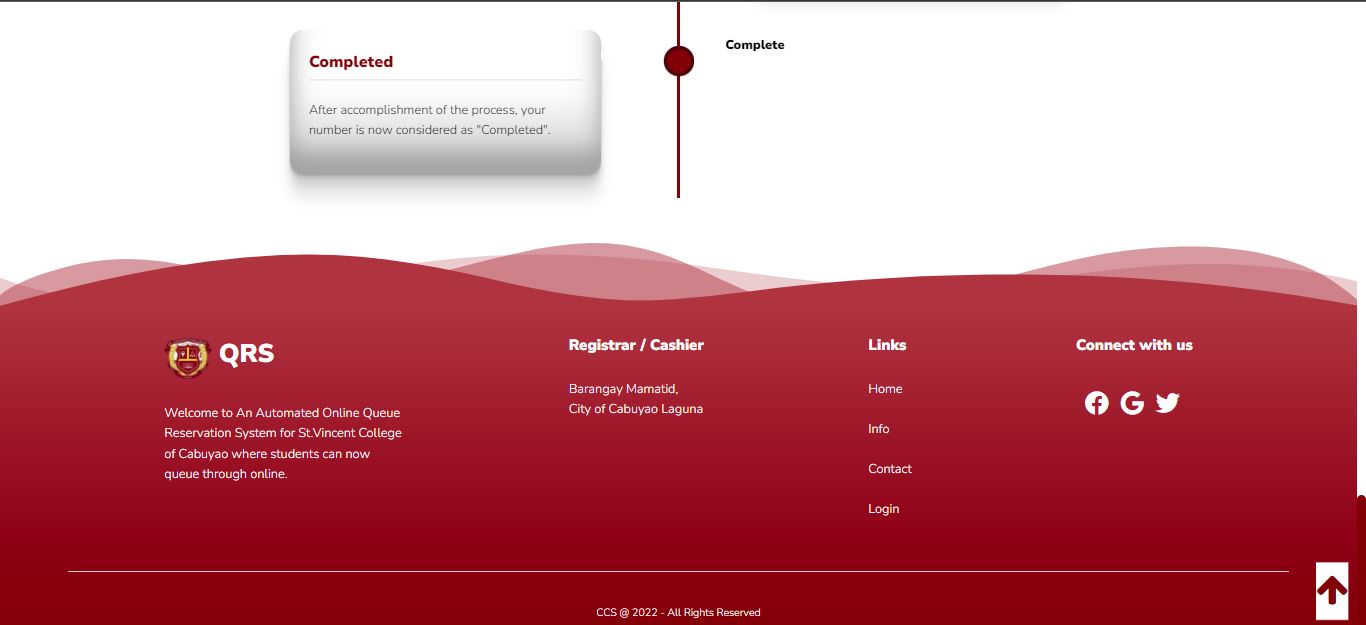 Completed
After accomplishment of the process, your
number is now considered as "Completed".
Complete
QRS
Welcome to An Automated Online Queue
Reservation System for St.Vincent College
of Cabuyao where students can now
queue through online.
Registrar / Cashier
Barangay Mamatid,
City of Cabuyao Laguna
Links
Home
Info
Contact
Login
Connect with us
CCS @ 2022 - All Rights Reserved